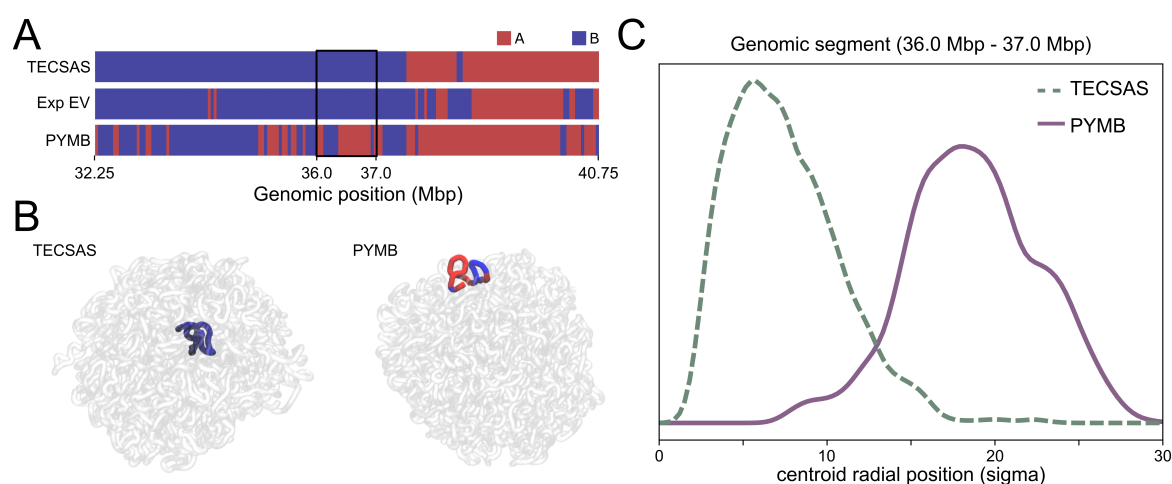 A
A B
TECSAS
Exp EV
PYMB
32.25 36.0 37.0 40.75
Genomic position (Mbp)
B
TECSAS PYMB
C
Genomic segment (36.0 Mbp - 37.0 Mbp)
TECSAS
PYMB
0 10 20 30
centroid radial position (sigma)